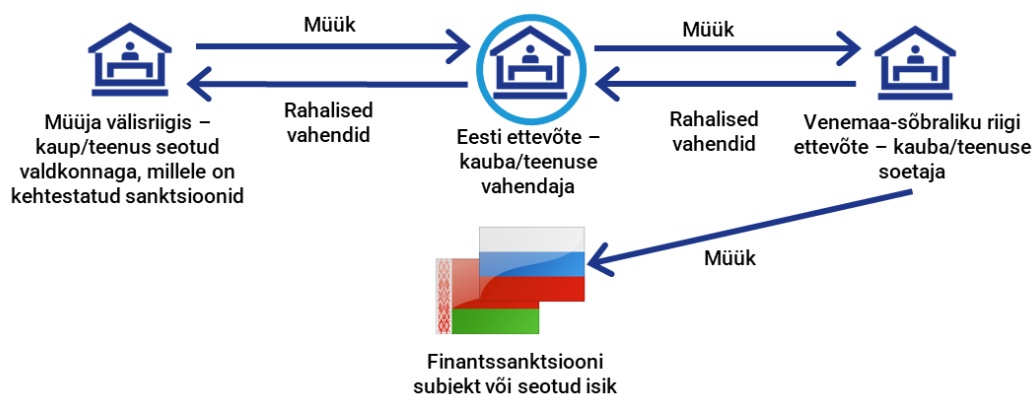 Müük
Rahalised
vahendid
Müüja välisriigis –
kaup/teenus seotud
valdkonnaga, millele on
kehtestatud sanktsioonid
Eesti ettevõte –
kauba/teenuse
vahendaja
Müük
Rahalised
vahendid
Venemaa-sõbraliku riigi
ettevõte – kauba/teenuse
soetaja
Müük
Finantssanktsiooni
subjekt või seotud isik